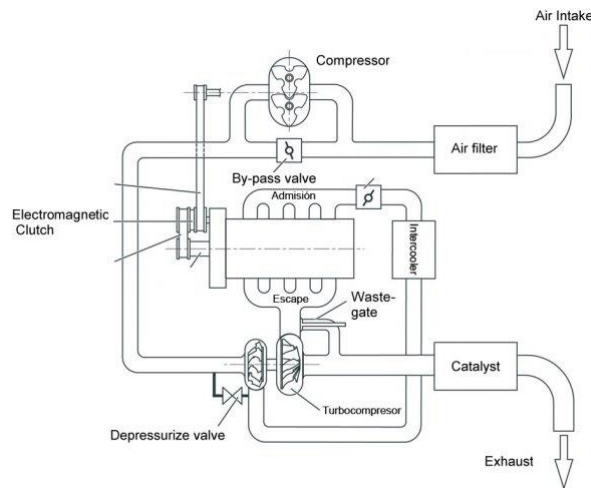 Air Intake
Compressor
Air filter
By-pass valve
Admisión
Electromagnetic
Clutch
Intercooler
Escape
Waste-
gate
Catalyst
Turbocompresor
Depressurize valve
Exhaust